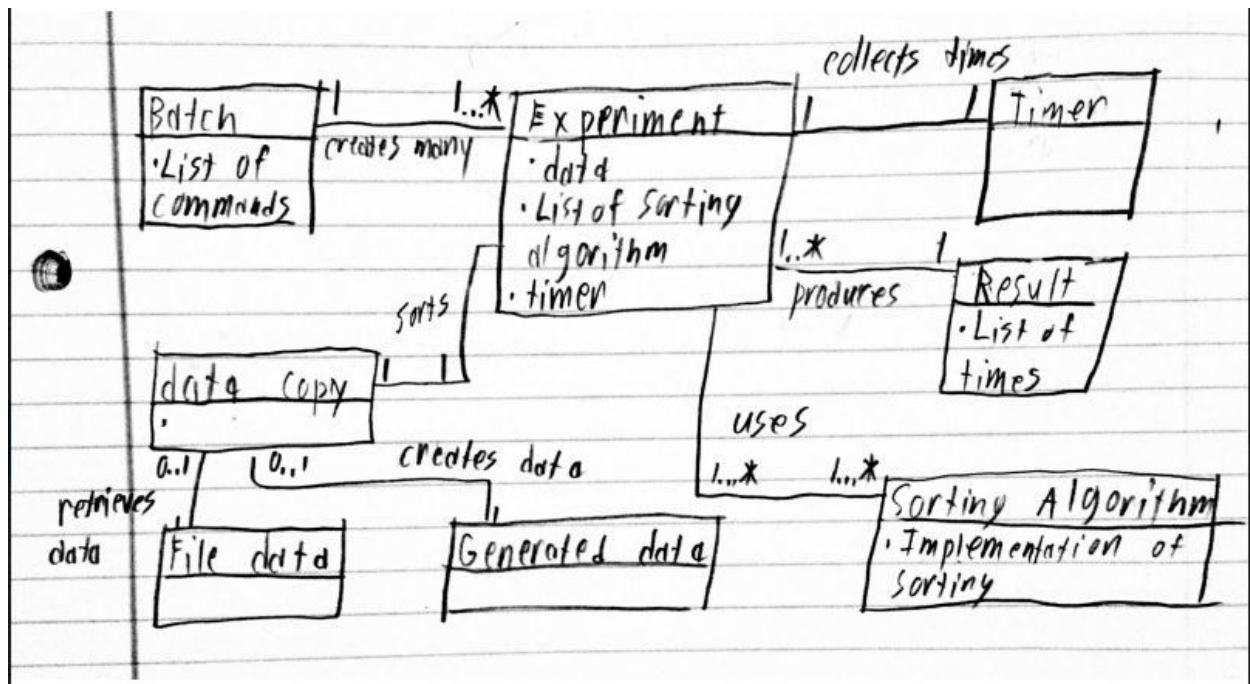 collects times
Batch
1
1...*
Experiment
1
1
Timer
creates many
·List of
commands
·data
·List of sorting
algorithm
·timer
1..*
1
produces
Result
·List of
times
sorts
1
1
data copy
·
uses
0..1
0..1
creates data
1...*
1...*
retrieves
data
1
File data
1
Generated data
Sorting Algorithm
·Implementation of
sorting